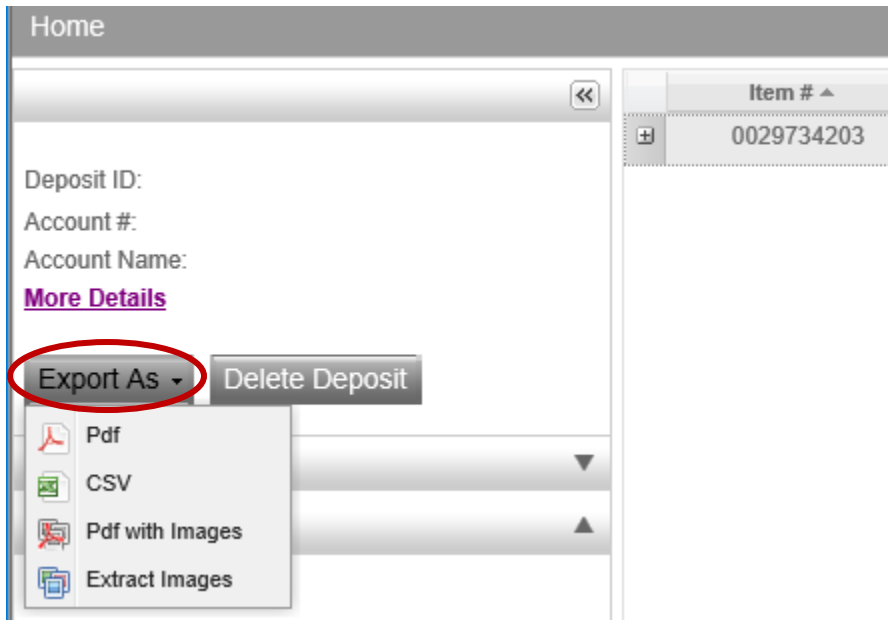 Home
Item #
0029734203
Deposit ID:
Account #:
Account Name:
More Details
Export As
Delete Deposit
Pdf
CSV
Pdf with Images
Extract Images